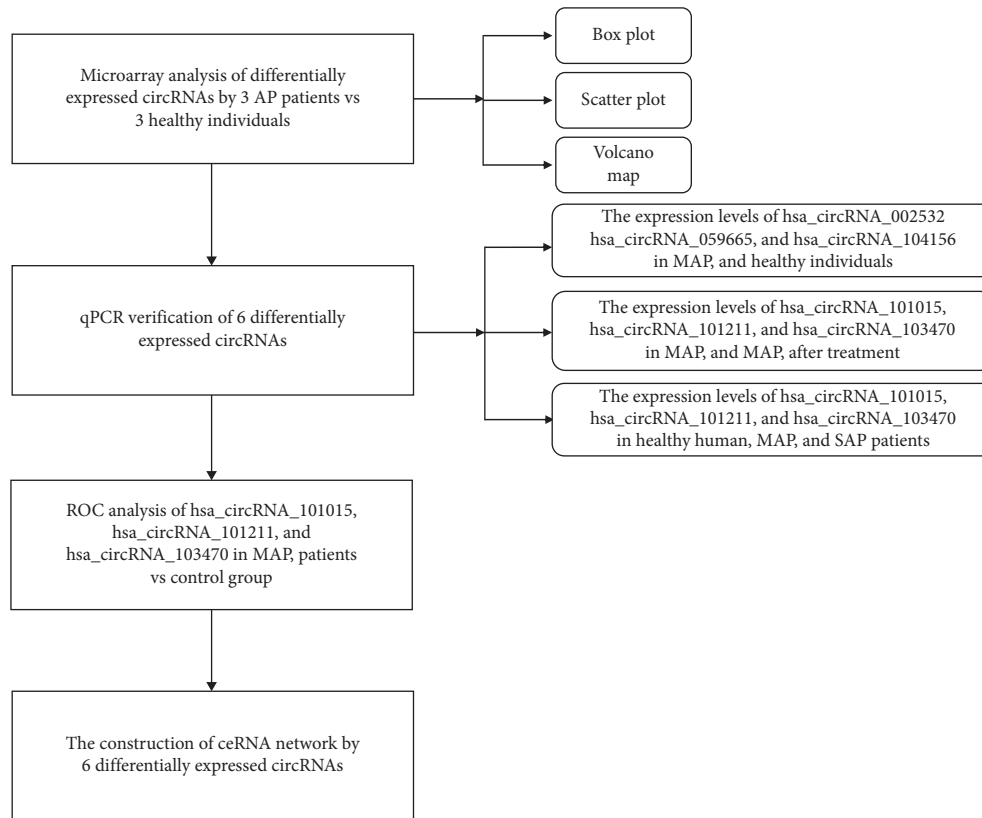 Microarray analysis of differentially
expressed circRNAs by 3 AP patients vs
3 healthy individuals
Box plot
Scatter plot
Volcano
map
qPCR verification of 6 differentially
expressed circRNAs
The expression levels of hsa_circRNA_002532
hsa_circRNA_059665, and hsa_circRNA_104156
in MAP, and healthy individuals
The expression levels of hsa_circRNA_101015,
hsa_circRNA_101211, and hsa_circRNA_103470
in MAP, and MAP, after treatment
The expression levels of hsa_circRNA_101015,
hsa_circRNA_101211, and hsa_circRNA_103470
in healthy human, MAP, and SAP patients
ROC analysis of hsa_circRNA_101015,
hsa_circRNA_101211, and
hsa_circRNA_103470 in MAP, patients
vs control group
The construction of ceRNA network by
6 differentially expressed circRNAs